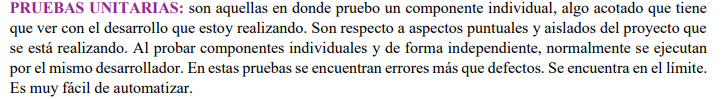 PRUEBAS UNITARIAS: son aquellas en donde pruebo un componente individual, algo acotado que tiene
que ver con el desarrollo que estoy realizando. Son respecto a aspectos puntuales y aislados del proyecto que
se está realizando. Al probar componentes individuales y de forma independiente, normalmente se ejecutan
por el mismo desarrollador. En estas pruebas se encuentran errores más que defectos. Se encuentra en el límite.
Es muy fácil de automatizar.